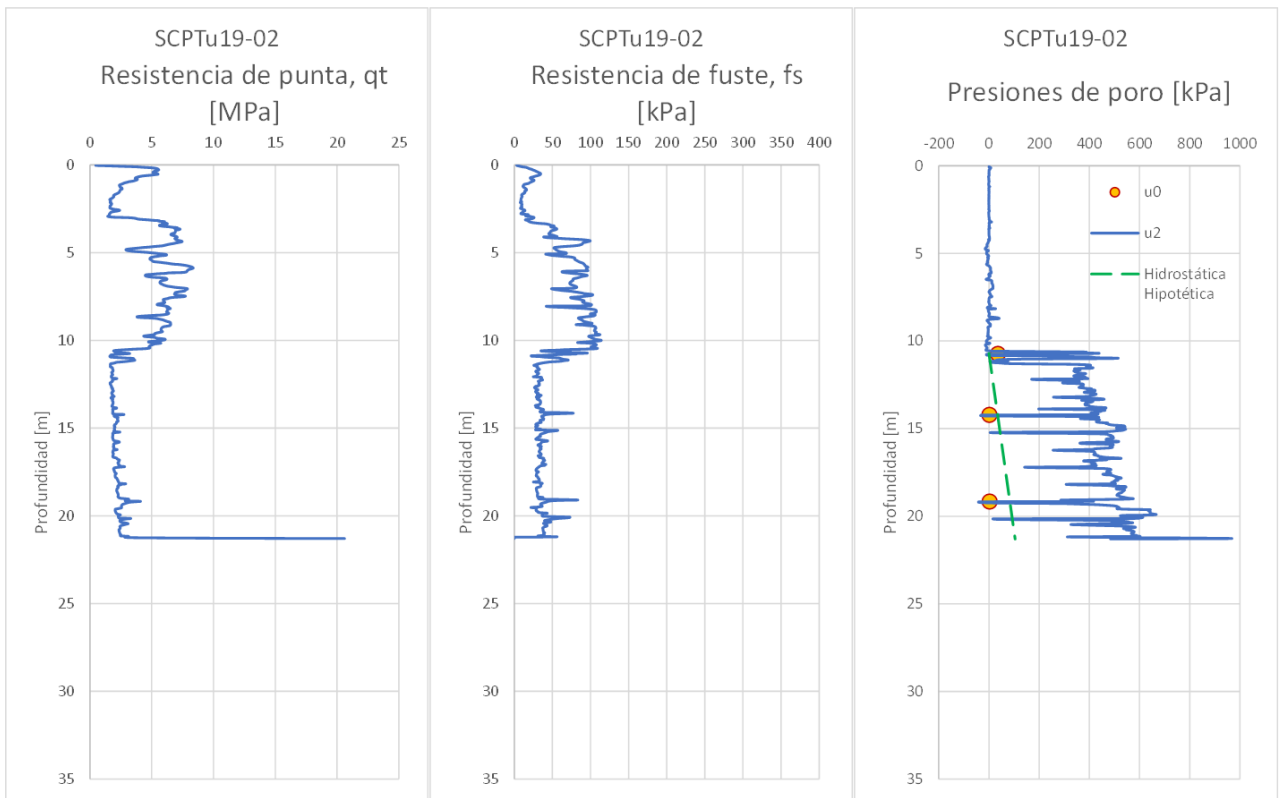 SCPTu19-02
Resistencia de punta, qt
[MPa]
0 5 10 15 20 25
0
5
10
15
20
25
30
35
Profundidad [m]
SCPTu19-02
Resistencia de fuste, fs
[kPa]
0 50 100 150 200 250 300 350 400
0
5
10
15
20
25
30
35
Profundidad [m]
SCPTu19-02
Presiones de poro [kPa]
-200 0 200 400 600 800 1000
0
5
10
15
20
25
30
35
Profundidad [m]
u0
u2
Hidrostática
Hipotética